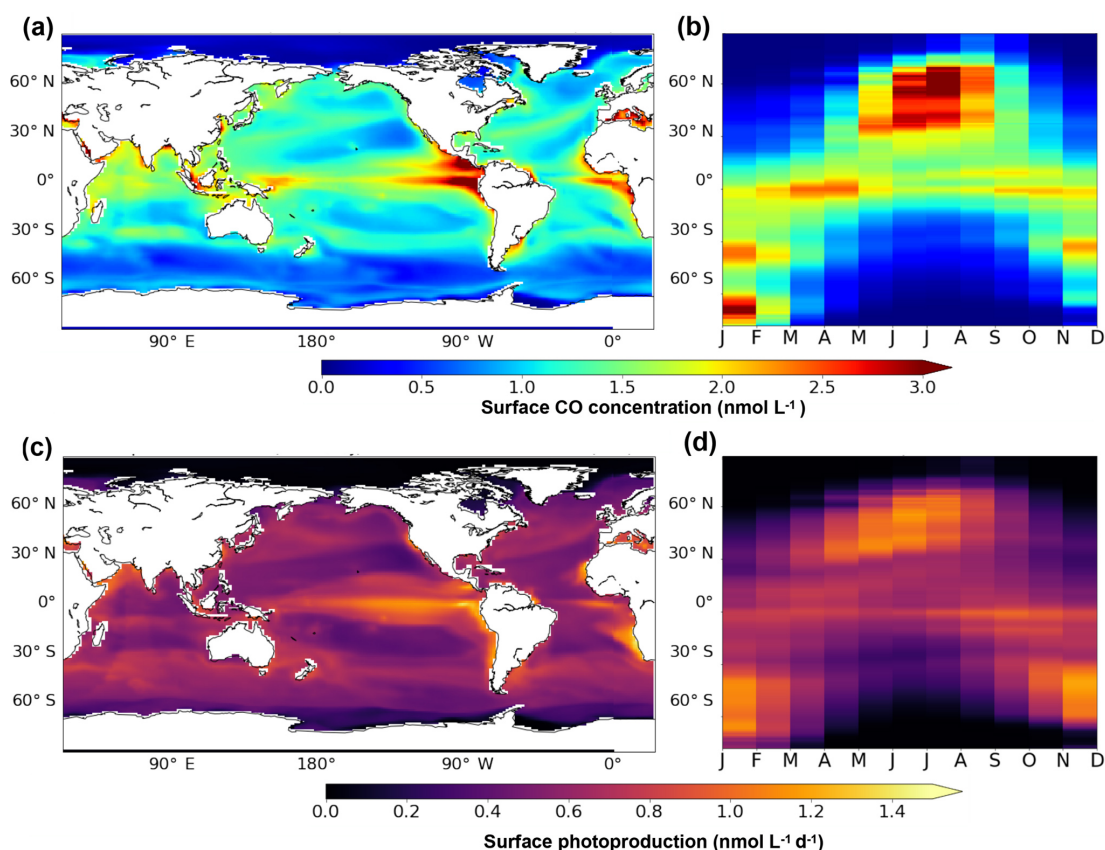 (a)
(b)
60° N
30° N
0°
30° S
60° S
90° E 180° 90° W 0°
60° N
30° N
0°
30° S
60° S
J F M A M J J A S O N D
0.0 0.5 1.0 1.5 2.0 2.5 3.0
Surface CO concentration (nmol L⁻¹ )
(c)
(d)
60° N
30° N
0°
30° S
60° S
90° E 180° 90° W 0°
60° N
30° N
0°
30° S
60° S
J F M A M J J A S O N D
0.0 0.2 0.4 0.6 0.8 1.0 1.2 1.4
Surface photoproduction (nmol L⁻¹ d⁻¹)